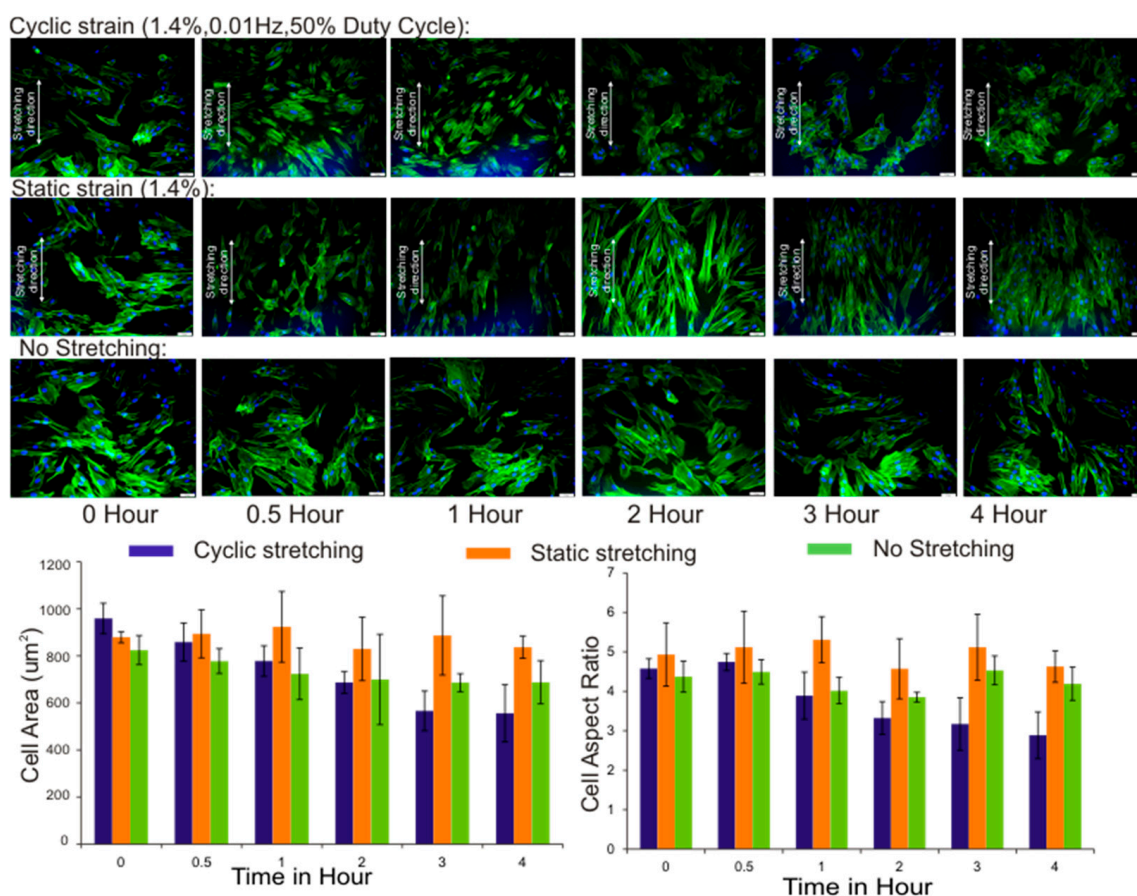 Cyclic strain (1.4%,0.01Hz,50% Duty Cycle):
Stretching direction
Stretching direction
Stretching direction
Stretching direction
Stretching direction
Stretching direction
Static strain (1.4%):
Stretching direction
Stretching direction
Stretching direction
Stretching direction
Stretching direction
Stretching direction
No Stretching:
0 Hour
0.5 Hour
1 Hour
2 Hour
3 Hour
4 Hour
Cyclic stretching
Static stretching
No Stretching
Cell Area (um²)
1200
1000
800
600
400
200
0
0
0.5
1
2
3
4
Time in Hour
Cell Aspect Ratio
7
6
5
4
3
2
1
0
0
0.5
1
2
3
4
Time in Hour